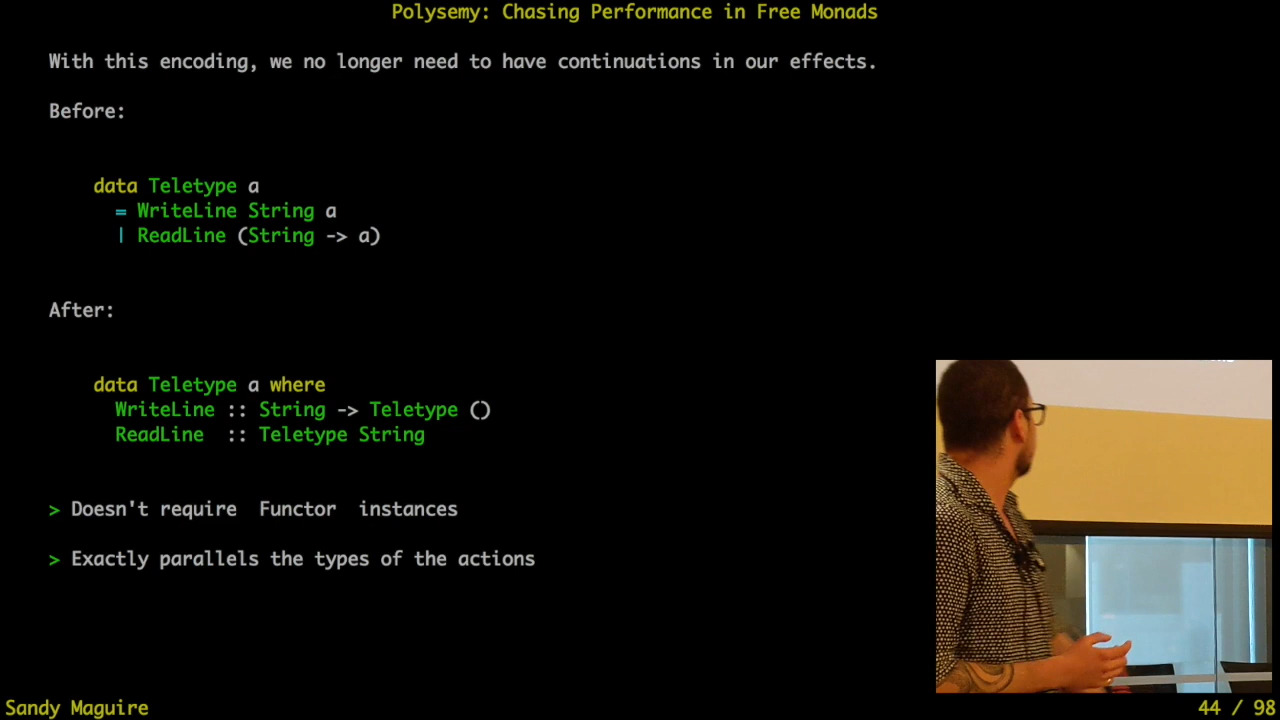 Polysemy: Chasing Performance in Free Monads
With this encoding, we no longer need to have continuations in our effects.
Before:
data Teletype a
= WriteLine String a
| ReadLine (String -> a)
After:
data Teletype a where
WriteLine :: String -> Teletype ()
ReadLine :: Teletype String
> Doesn't require Functor instances
> Exactly parallels the types of the actions
Sandy Maguire
44 / 98